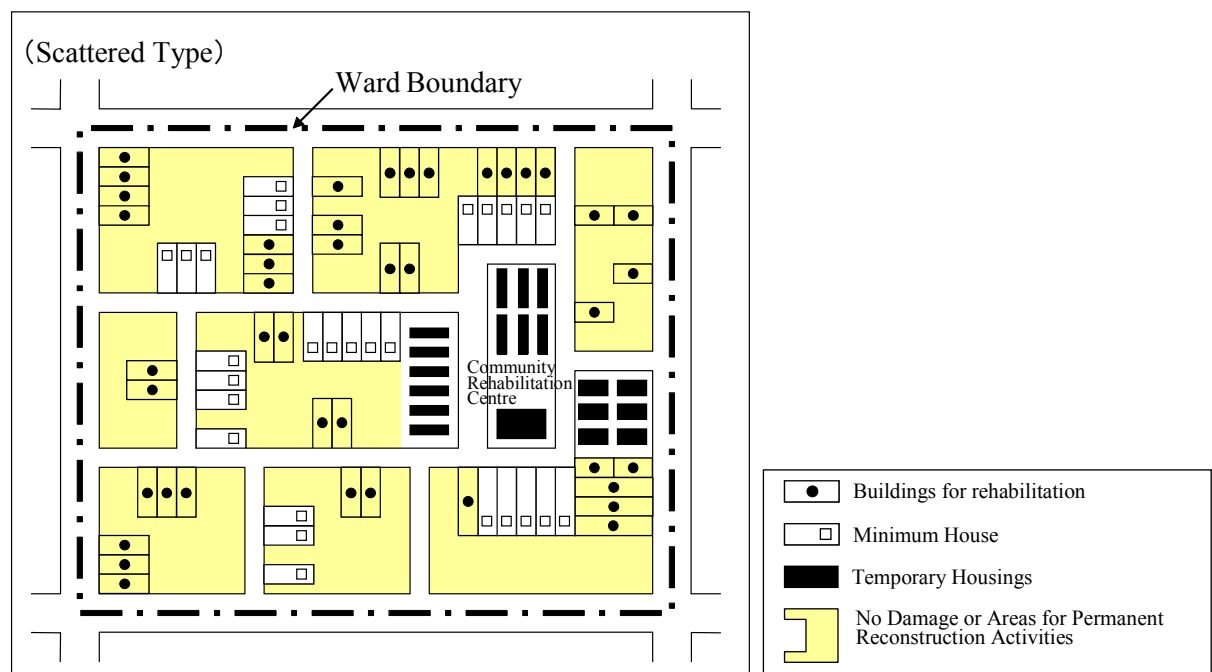 （Scattered Type）
Ward Boundary
Community
Rehabilitation
Centre
Buildings for rehabilitation
Minimum House
Temporary Housings
No Damage or Areas for Permanent
Reconstruction Activities